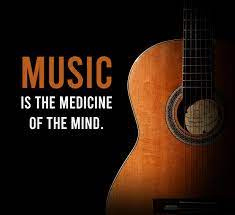 MUSIC
IS THE MEDICINE
OF THE MIND.